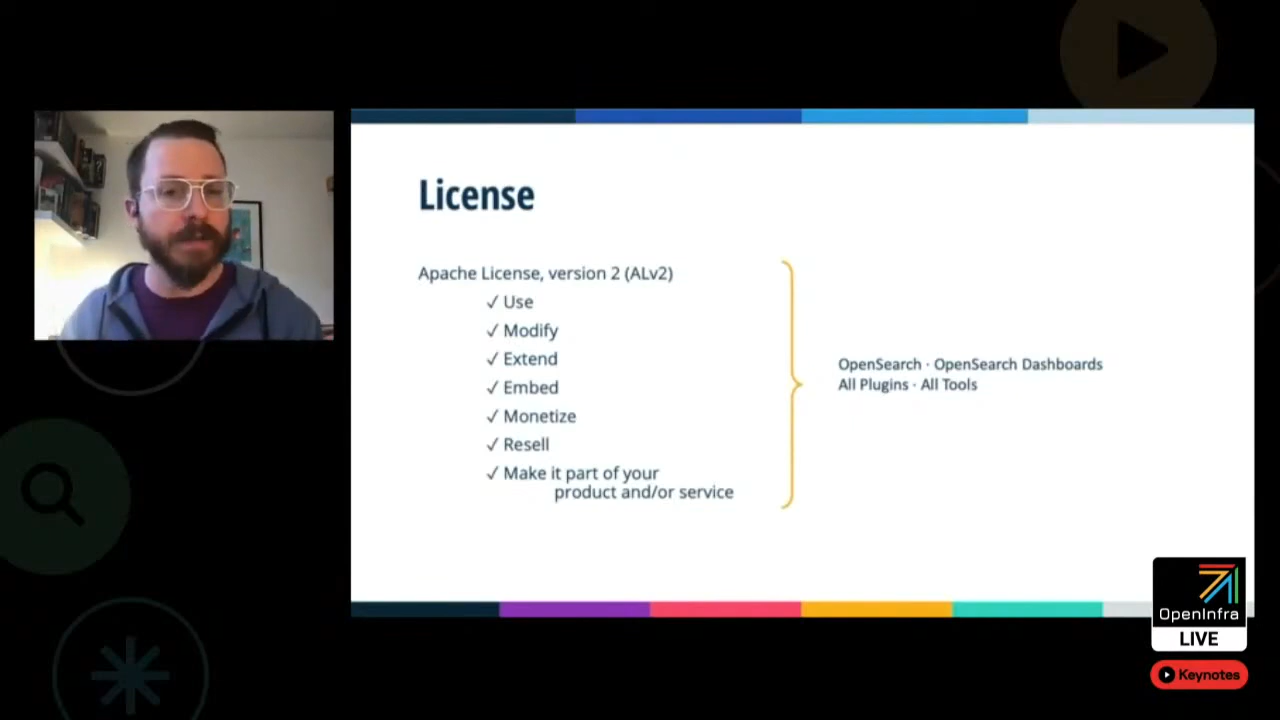 License
Apache License, version 2 (ALv2)
✓ Use
✓ Modify
✓ Extend
✓ Embed
✓ Monetize
✓ Resell
✓ Make it part of your
product and/or service
OpenSearch · OpenSearch Dashboards
All Plugins · All Tools
OpenInfra
LIVE
Keynotes